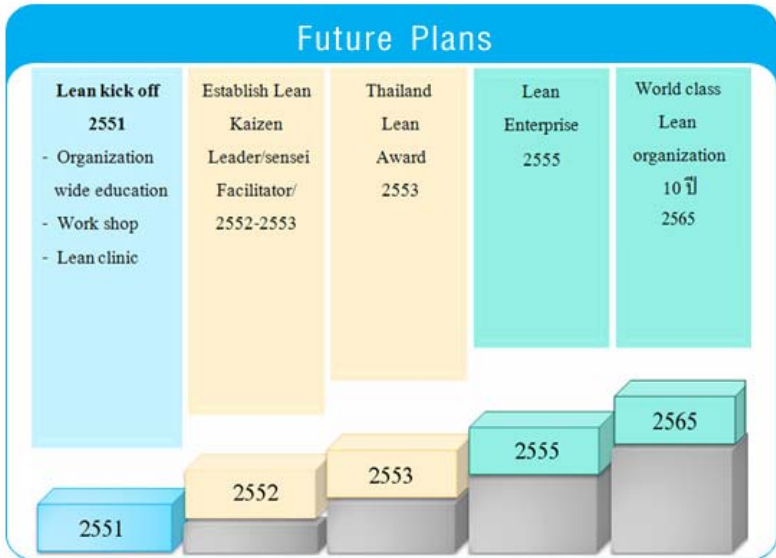 Future Plans
Lean kick off
2551
- Organization
wide education
- Work shop
- Lean clinic
Establish Lean
Kaizen
Leader/sensei
Facilitator/
2552-2553
Thailand
Lean
Award
2553
Lean
Enterprise
2555
World class
Lean
organization
10 ปี
2565
2551
2552
2553
2555
2565